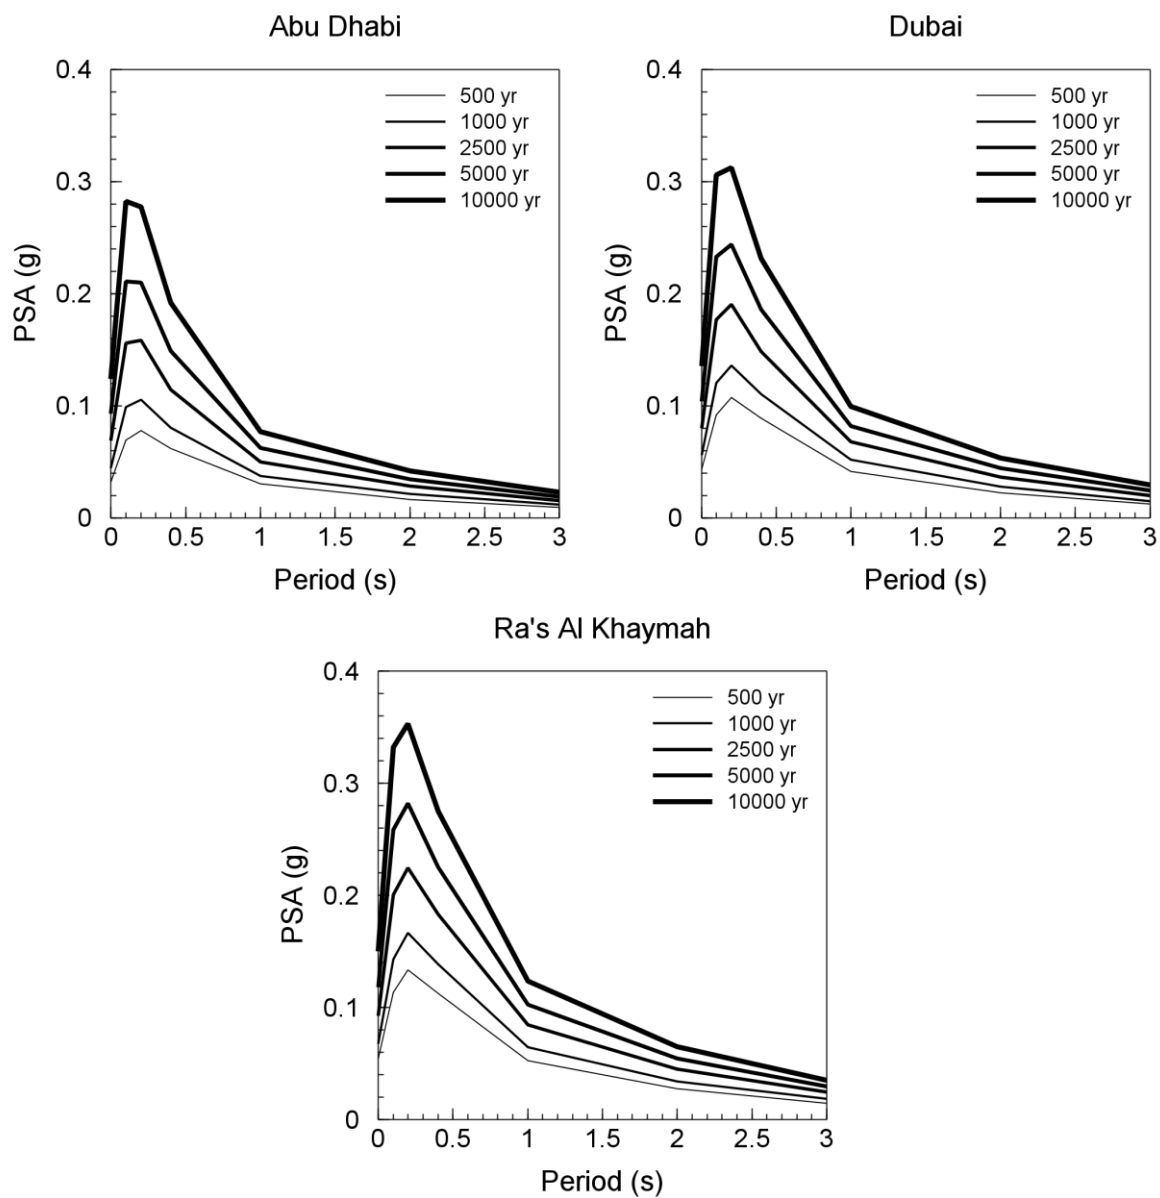 Abu Dhabi
0.4
0.3
0.2
0.1
0
PSA (g)
500 yr
1000 yr
2500 yr
5000 yr
10000 yr
0 0.5 1 1.5 2 2.5 3
Period (s)
Dubai
0.4
0.3
0.2
0.1
0
PSA (g)
500 yr
1000 yr
2500 yr
5000 yr
10000 yr
0 0.5 1 1.5 2 2.5 3
Period (s)
Ra's Al Khaymah
0.4
0.3
0.2
0.1
0
PSA (g)
500 yr
1000 yr
2500 yr
5000 yr
10000 yr
0 0.5 1 1.5 2 2.5 3
Period (s)